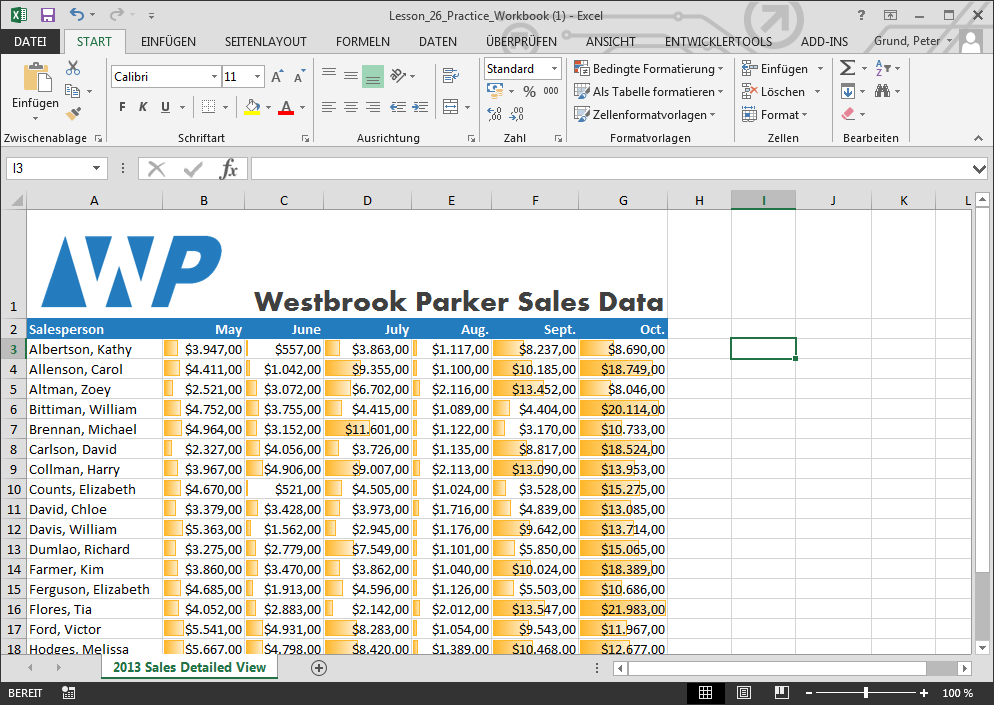 Lesson_26_Practice_Workbook (1) - Excel
DATEI START EINFÜGEN SEITENLAYOUT FORMELN DATEN ÜBERPRÜFEN ANSICHT ENTWICKLERTOOLS ADD-INS Grund, Peter
Einfügen
Calibri 11
F K U
Standard
% 000
Bedingte Formatierung
Als Tabelle formatieren
Zellenformatvorlagen
Einfügen
Löschen
Format
Zwischenablage Schriftart Ausrichtung Zahl Formatvorlagen Zellen Bearbeiten
I3 fx
A B C D E F G H I J K L
WP
1 Westbrook Parker Sales Data
2 Salesperson May June July Aug. Sept. Oct.
3 Albertson, Kathy $3.947,00 $557,00 $3.863,00 $1.117,00 $8.237,00 $8.690,00
4 Allenson, Carol $4.411,00 $1.042,00 $9.355,00 $1.100,00 $10.185,00 $18.749,00
5 Altman, Zoey $2.521,00 $3.072,00 $6.702,00 $2.116,00 $13.452,00 $8.046,00
6 Bittiman, William $4.752,00 $3.755,00 $4.415,00 $1.089,00 $4.404,00 $20.114,00
7 Brennan, Michael $4.964,00 $3.152,00 $11.601,00 $1.122,00 $3.170,00 $10.733,00
8 Carlson, David $2.327,00 $4.056,00 $3.726,00 $1.135,00 $8.817,00 $18.524,00
9 Collman, Harry $3.967,00 $4.906,00 $9.007,00 $2.113,00 $13.090,00 $13.953,00
10 Counts, Elizabeth $4.670,00 $521,00 $4.505,00 $1.024,00 $3.528,00 $15.275,00
11 David, Chloe $3.379,00 $3.428,00 $3.973,00 $1.716,00 $4.839,00 $13.085,00
12 Davis, William $5.363,00 $1.562,00 $2.945,00 $1.176,00 $9.642,00 $13.714,00
13 Dumlao, Richard $3.275,00 $2.779,00 $7.549,00 $1.101,00 $5.850,00 $15.065,00
14 Farmer, Kim $3.860,00 $3.470,00 $3.862,00 $1.040,00 $10.024,00 $18.389,00
15 Ferguson, Elizabeth $4.685,00 $1.913,00 $4.596,00 $1.126,00 $5.503,00 $10.686,00
16 Flores, Tia $4.052,00 $2.883,00 $2.142,00 $2.012,00 $13.547,00 $21.983,00
17 Ford, Victor $5.541,00 $4.931,00 $8.283,00 $1.054,00 $9.543,00 $11.967,00
18 Hodges, Melissa $5.667,00 $4.798,00 $8.420,00 $1.389,00 $10.468,00 $12.677,00
2013 Sales Detailed View
BEREIT 100 %